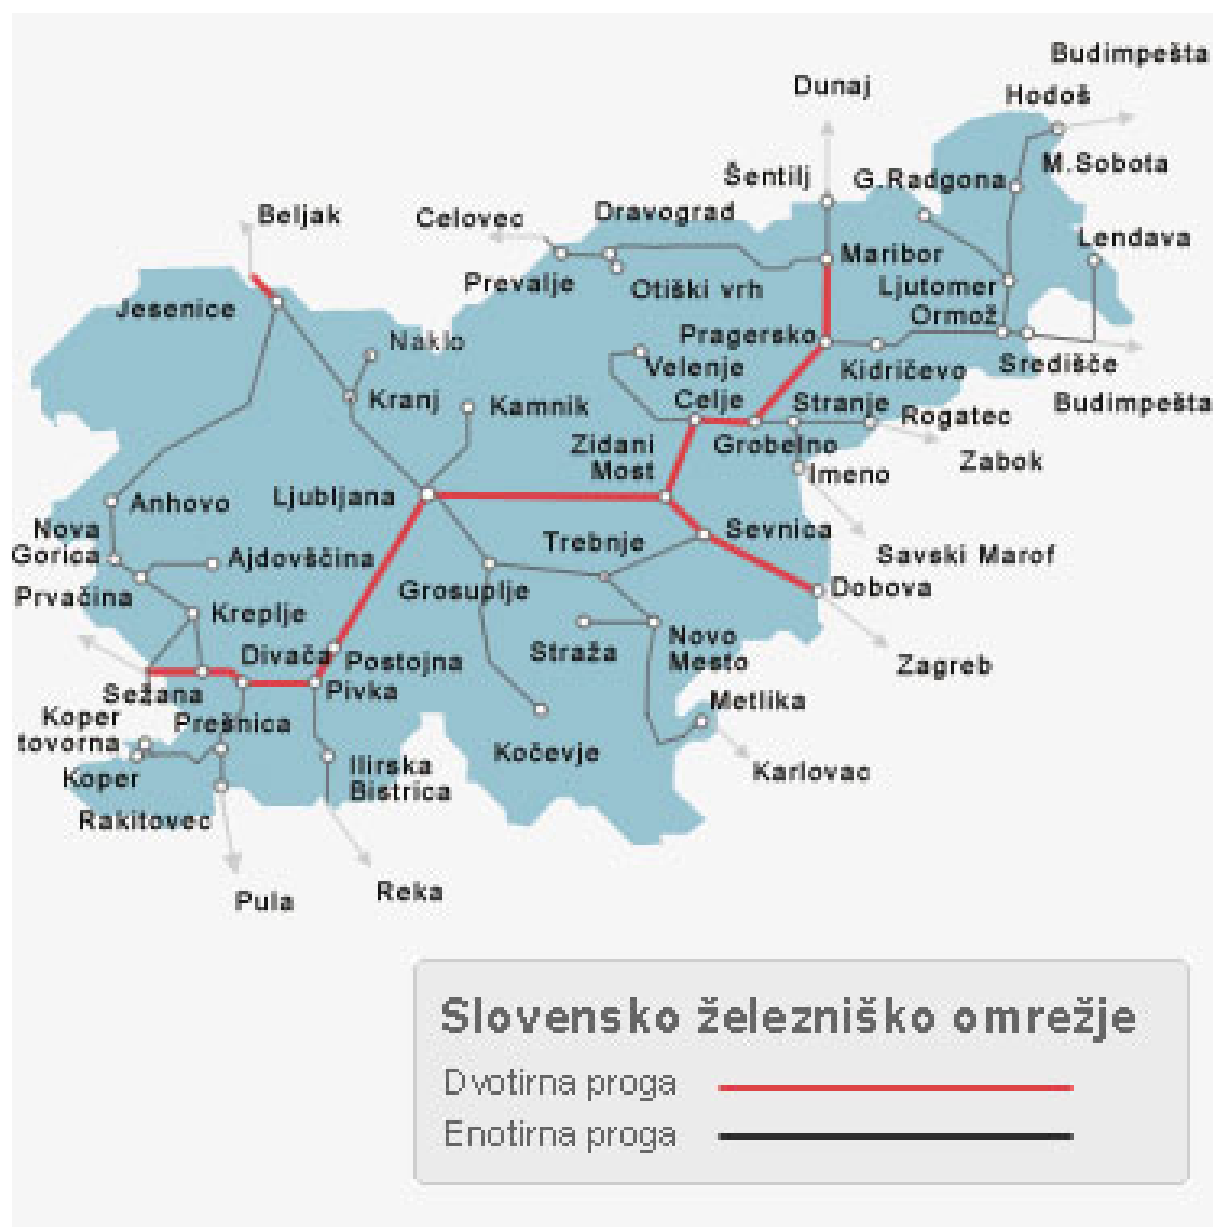 Budimpešta
Dunaj
Hodoš
Šentilj
G.Radgona
M.Sobota
Beljak
Celovec
Dravograd
Lendava
Maribor
Prevalje
Otiški vrh
Ljutomer
Jesenice
Ormož
Naklo
Pragersko
Velenje
Kidričevo
Središče
Kranj
Kamnik
Celje
Stranje
Rogatec
Budimpešta
Zidani
Most
Grobelno
Zabok
Imeno
Ljubljana
Anhovo
Nova
Gorica
Sevnica
Trebnje
Ajdovščina
Savski Marof
Prvačina
Grosuplje
Dobova
Kreplje
Divača
Postojna
Straža
Novo
Mesto
Zagreb
Sežana
Pivka
Metlika
Koper
tovorna
Prešnica
Kočevje
Koper
Ilirska
Bistrica
Karlovac
Rakitovec
Pula
Reka
Slovensko železniško omrežje
Dvotirna proga
Enotirna proga